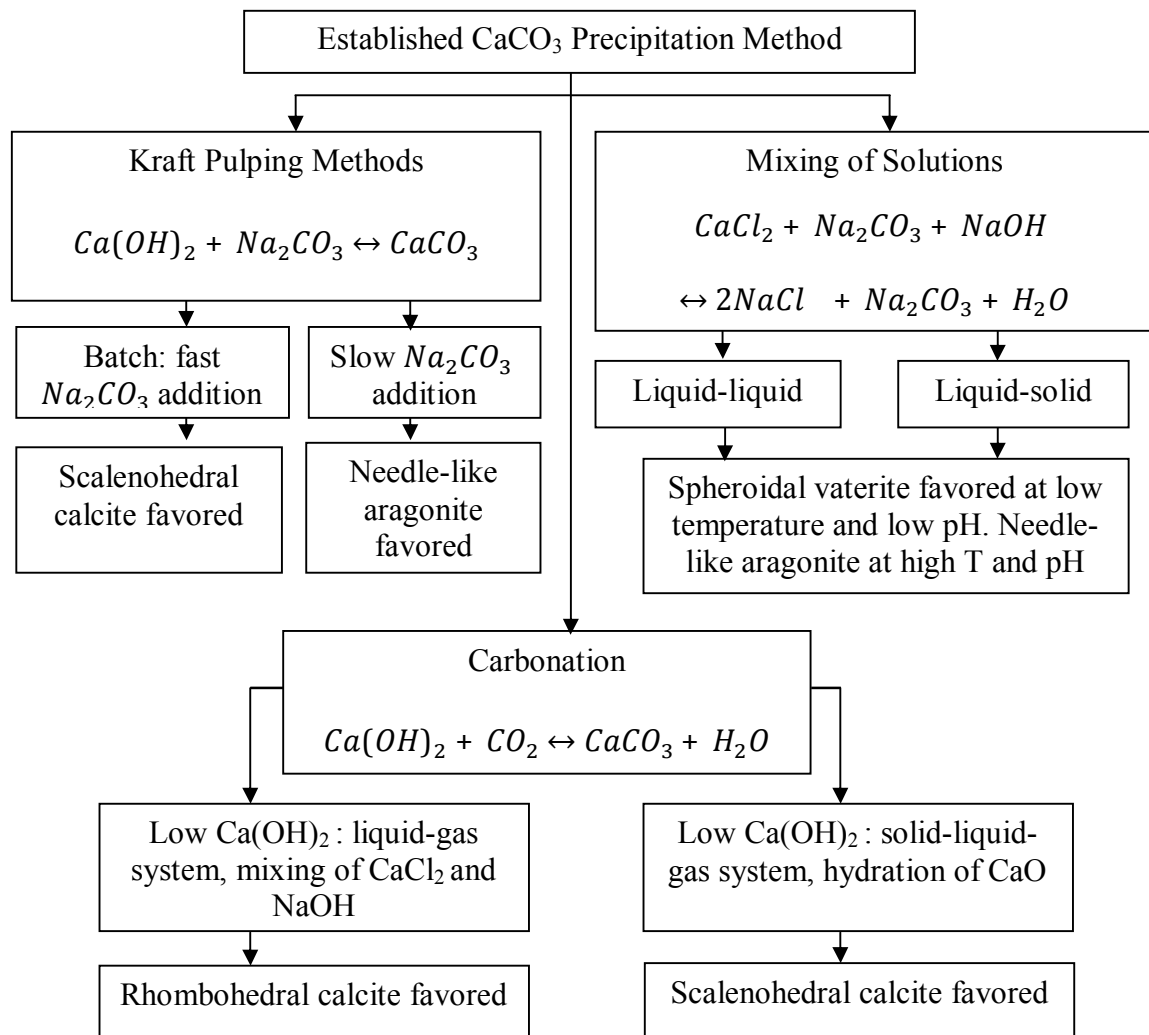 Established CaCO₃ Precipitation Method
Kraft Pulping Methods
Ca(OH)₂ + Na₂CO₃ ↔ CaCO₃
Batch: fast
Na₂CO₃ addition
Scalenohedral
calcite favored
Slow Na₂CO₃
addition
Needle-like
aragonite
favored
Mixing of Solutions
CaCl₂ + Na₂CO₃ + NaOH
↔ 2NaCl + Na₂CO₃ + H₂O
Liquid-liquid
Liquid-solid
Spheroidal vaterite favored at low
temperature and low pH. Needle-
like aragonite at high T and pH
Carbonation
Ca(OH)₂ + CO₂ ↔ CaCO₃ + H₂O
Low Ca(OH)₂ : liquid-gas
system, mixing of CaCl₂ and
NaOH
Rhombohedral calcite favored
Low Ca(OH)₂ : solid-liquid-
gas system, hydration of CaO
Scalenohedral calcite favored